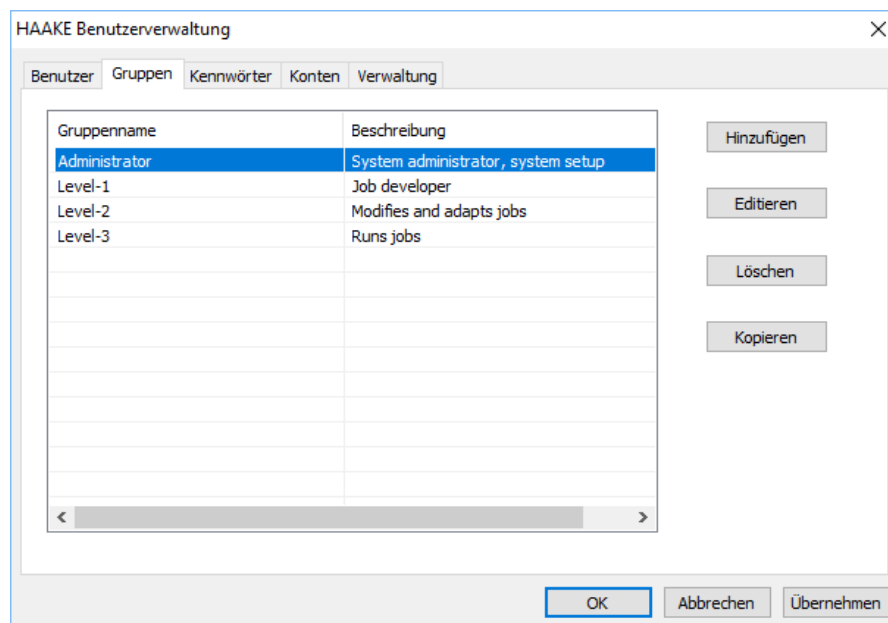 HAAKE Benutzerverwaltung
Benutzer Gruppen Kennwörter Konten Verwaltung
Gruppenname Beschreibung
Administrator System administrator, system setup
Level-1 Job developer
Level-2 Modifies and adapts jobs
Level-3 Runs jobs
Hinzufügen
Editieren
Löschen
Kopieren
OK Abbrechen Übernehmen